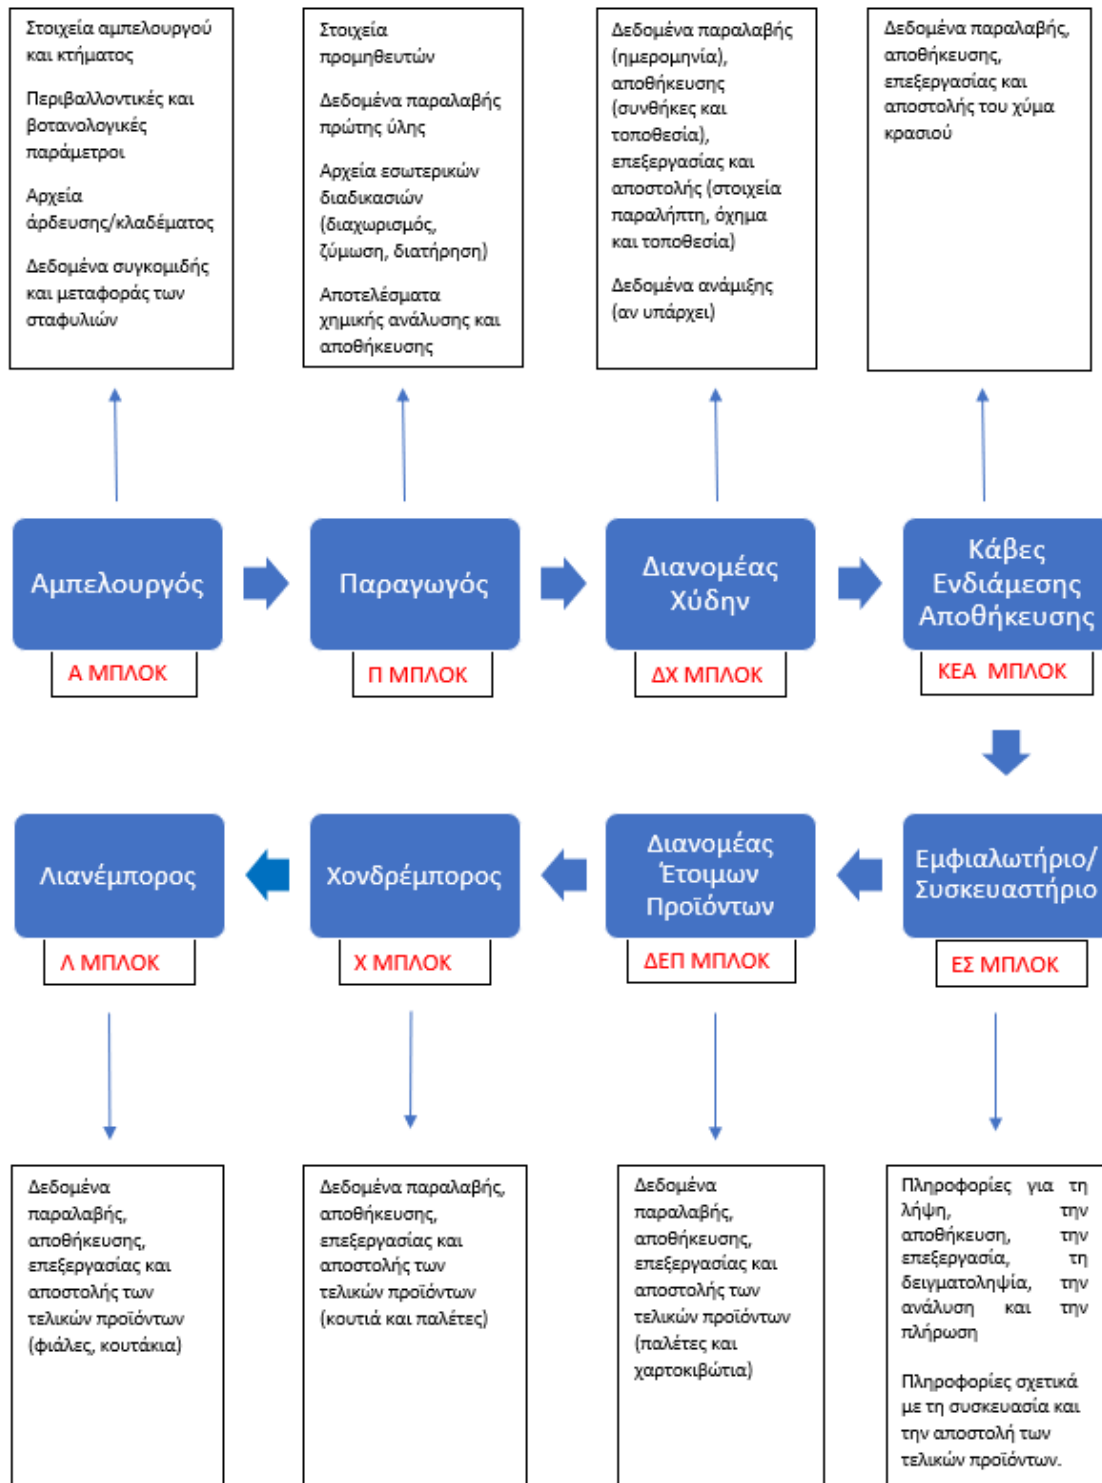 Στοιχεία αμπελουργού
και κτήματος
Περιβαλλοντικές και
βοτανολογικές
παράμετροι
Αρχεία
άρδευσης/κλαδέματος
Δεδομένα συγκομιδής
και μεταφοράς των
σταφυλιών
Στοιχεία
προμηθευτών
Δεδομένα παραλαβής
πρώτης ύλης
Αρχεία εσωτερικών
διαδικασιών
(διαχωρισμός,
ζύμωση, διατήρηση)
Αποτελέσματα
χημικής ανάλυσης και
αποθήκευσης
Δεδομένα παραλαβής
(ημερομηνία),
αποθήκευσης
(συνθήκες και
τοποθεσία),
επεξεργασίας και
αποστολής (στοιχεία
παραλήπτη, όχημα
και τοποθεσία)
Δεδομένα ανάμιξης
(αν υπάρχει)
Δεδομένα παραλαβής,
αποθήκευσης,
επεξεργασίας και
αποστολής του χύμα
κρασιού
Αμπελουργός
Α ΜΠΛΟΚ
Παραγωγός
Π ΜΠΛΟΚ
Διανομέας
Χύδην
ΔΧ ΜΠΛΟΚ
Κάβες
Ενδιάμεσης
Αποθήκευσης
ΚΕΑ ΜΠΛΟΚ
Λιανέμπορος
Λ ΜΠΛΟΚ
Χονδρέμπορος
Χ ΜΠΛΟΚ
Διανομέας
Έτοιμων
Προϊόντων
ΔΕΠ ΜΠΛΟΚ
Εμφιαλωτήριο/
Συσκευαστήριο
ΕΣ ΜΠΛΟΚ
Δεδομένα
παραλαβής,
αποθήκευσης,
επεξεργασίας και
αποστολής των
τελικών προϊόντων
(φιάλες, κουτάκια)
Δεδομένα παραλαβής,
αποθήκευσης,
επεξεργασίας και
αποστολής των
τελικών προϊόντων
(κουτιά και παλέτες)
Δεδομένα
παραλαβής,
αποθήκευσης,
επεξεργασίας και
αποστολής των
τελικών προϊόντων
(παλέτες και
χαρτοκιβώτια)
Πληροφορίες για τη
λήψη, την
αποθήκευση, την
επεξεργασία, τη
δειγματοληψία, την
ανάλυση και την
πλήρωση
Πληροφορίες σχετικά
με τη συσκευασία και
την αποστολή των
τελικών προϊόντων.